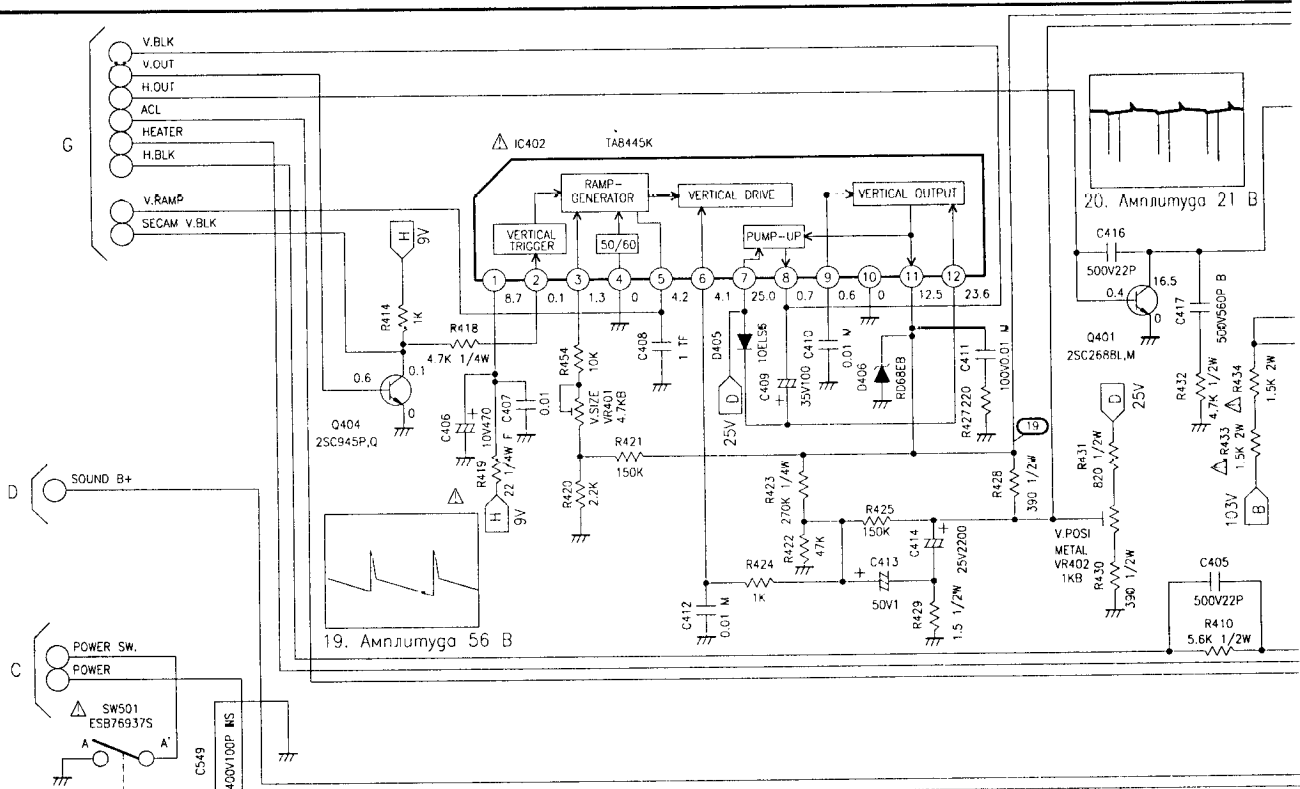 G
V.BLK
V.OUT
H.OUT
ACL
HEATER
H.BLK
V.RAMP
SECAM V.BLK
IC402
TA8445K
RAMP-
GENERATOR
VERTICAL DRIVE
VERTICAL OUTPUT
VERTICAL
TRIGGER
50/60
PUMP-UP
1
2
3
4
5
6
7
8
9
10
11
12
8.7
0.1
1.3
0
4.2
4.1
25.0
0.7
0.6
0
12.5
23.6
20. Амплитуда 21 В
C416
500V22P
0.4
16.5
0
Q401
2SC268BL,M
C417
500V560P B
R432
4.7K 1/2W
R434
1.5K 2W
R433
1.5K 2W
103V
B
H
9V
R414
1K
R418
4.7K 1/4W
0.6
0.1
0
Q404
2SC945P,Q
C406
10V470
C407
0.01
R419
22 1/4W F
H
9V
R454
10K
V.SIZE
VR401
4.7KB
R421
150K
R420
2.2K
C408
1 TF
D405
10ELS6
D
25V
C409
35V100
C410
0.01 M
D406
RD68EB
C411
100V0.01 M
R427 220
19
R428
390 1/2W
R423
270K 1/4W
R422
47K
R425
150K
C414
25V2200
C413
50V1
R424
1K
C412
0.01 M
R429
1.5 1/2W
D
25V
R431
820 1/2W
V.POSI
METAL
VR402
1KB
R430
390 1/2W
C405
500V22P
R410
5.6K 1/2W
D
SOUND B+
19. Амплитуда 56 В
C
POWER SW.
POWER
SW501
ESB76937S
A
A'
C549
400V100P NS